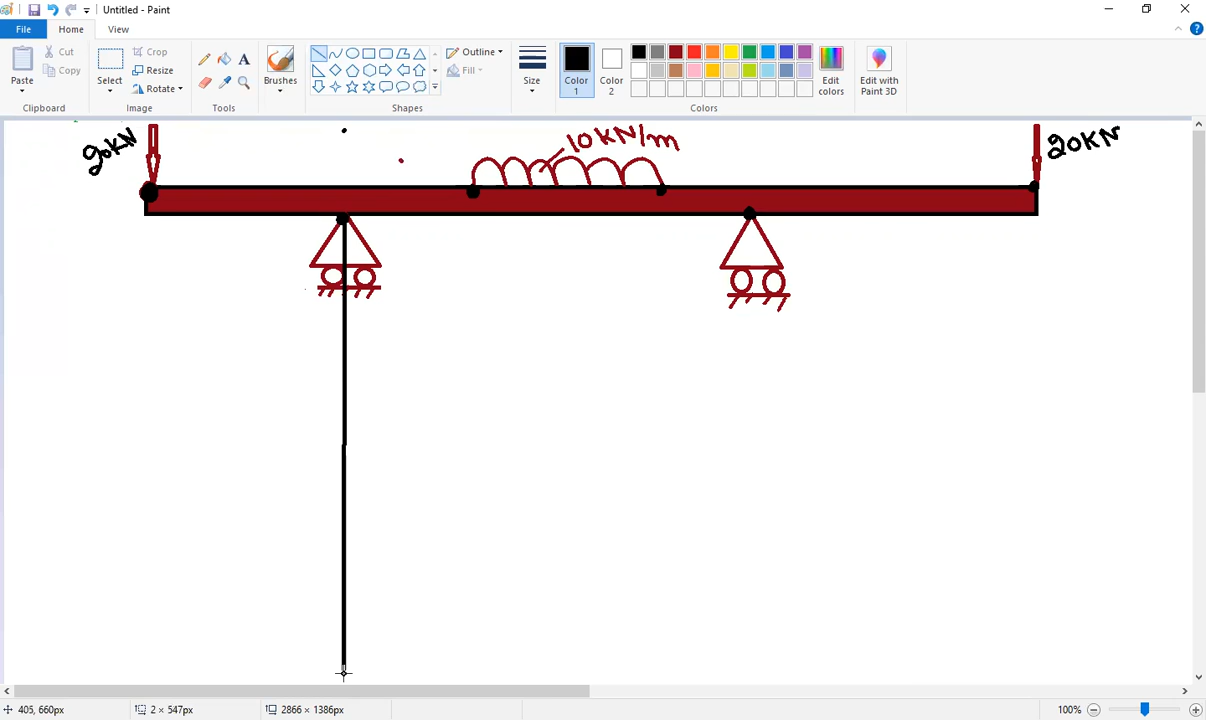 Untitled - Paint
File Home View
Paste
Cut
Copy
Clipboard
Select
Crop
Resize
Rotate
Image
A
Tools
Brushes
Outline
Fill
Shapes
Size
Color
1
Color
2
Edit
colors
Colors
Edit with
Paint 3D
20kN
10kN/m
20kN
405, 660px
2 × 547px
2866 × 1386px
100%